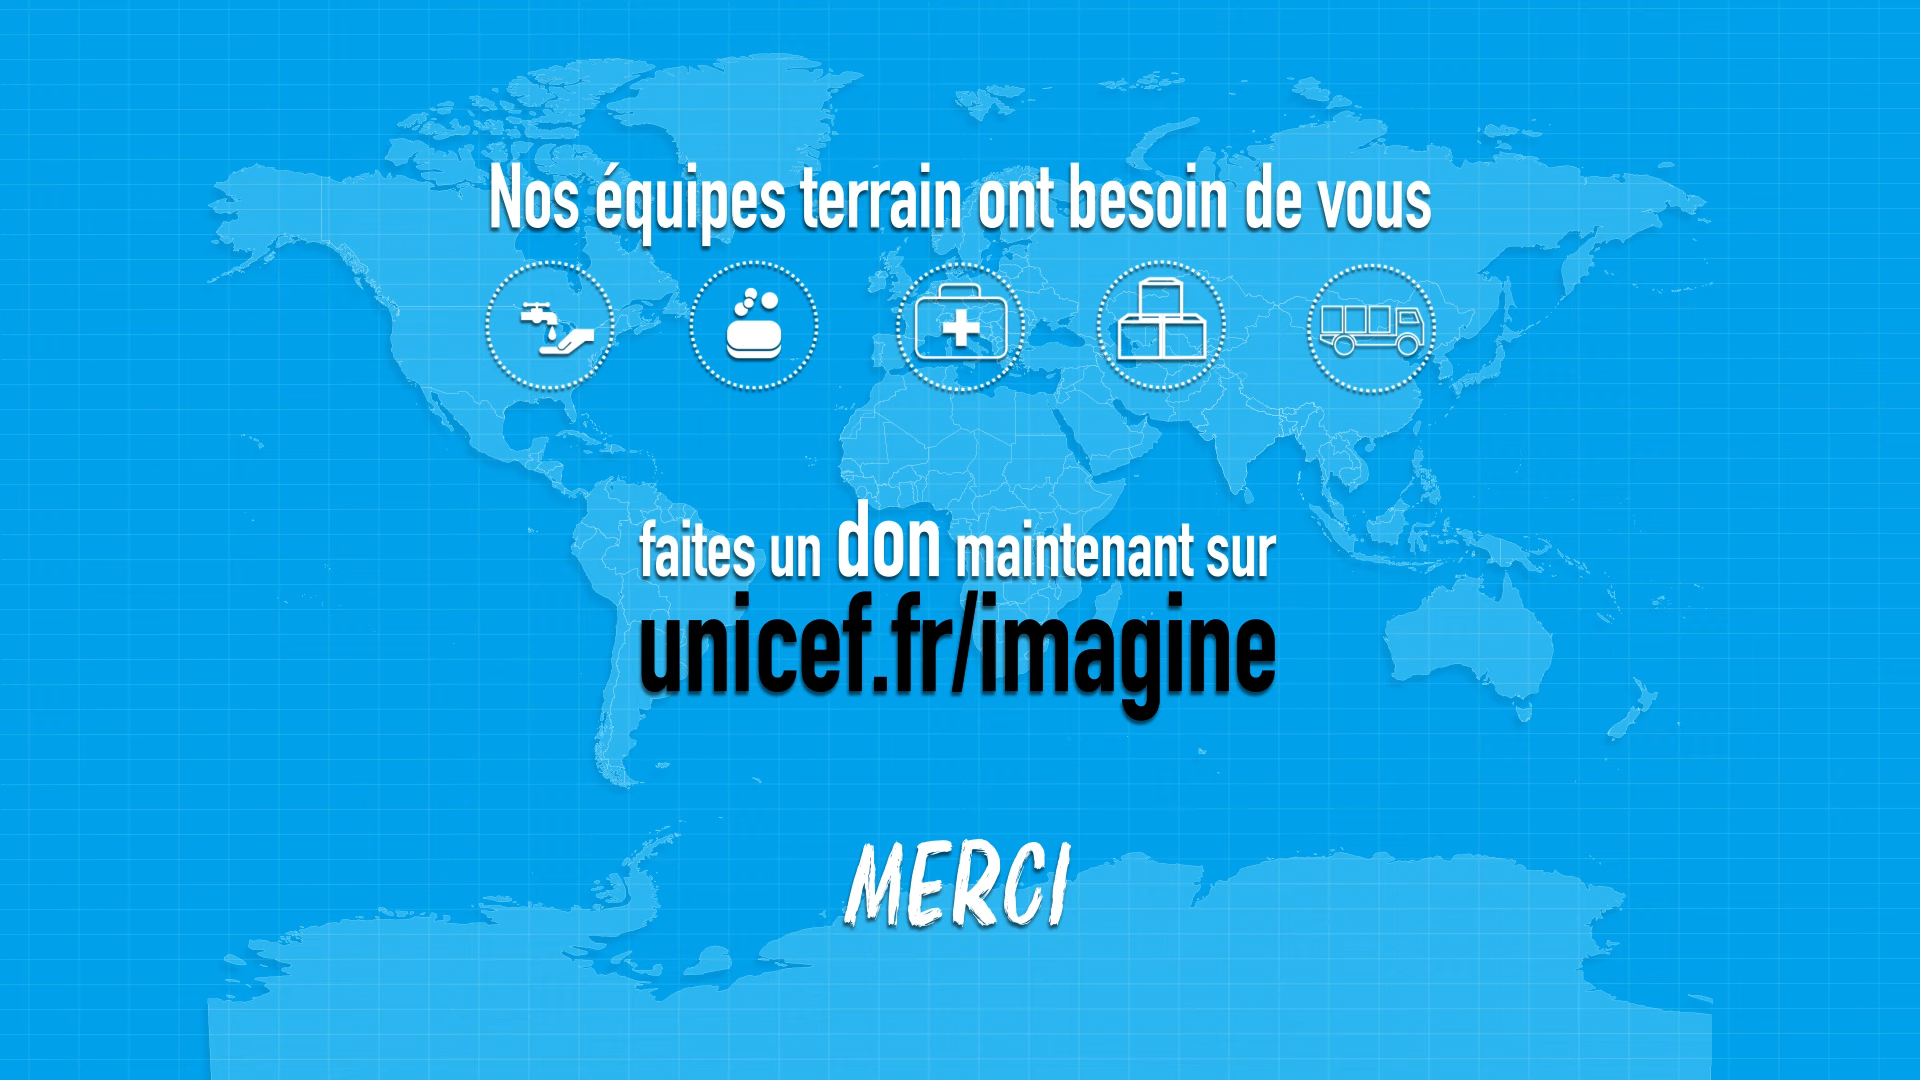 Nos équipes terrain ont besoin de vous
faites un don maintenant sur
unicef.fr/imagine
MERCI